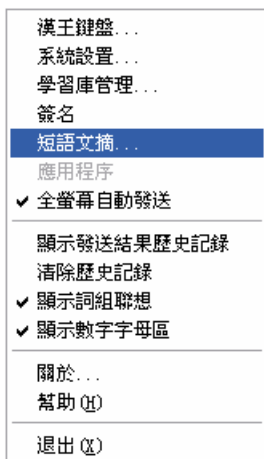 漢王鍵盤...
系統設置...
學習庫管理...
簽名
短語文摘...
應用程序
全螢幕自動發送
顯示發送結果歷史記錄
清除歷史記錄
顯示詞組聯想
顯示數字字母區
關於...
幫助(H)
退出(X)